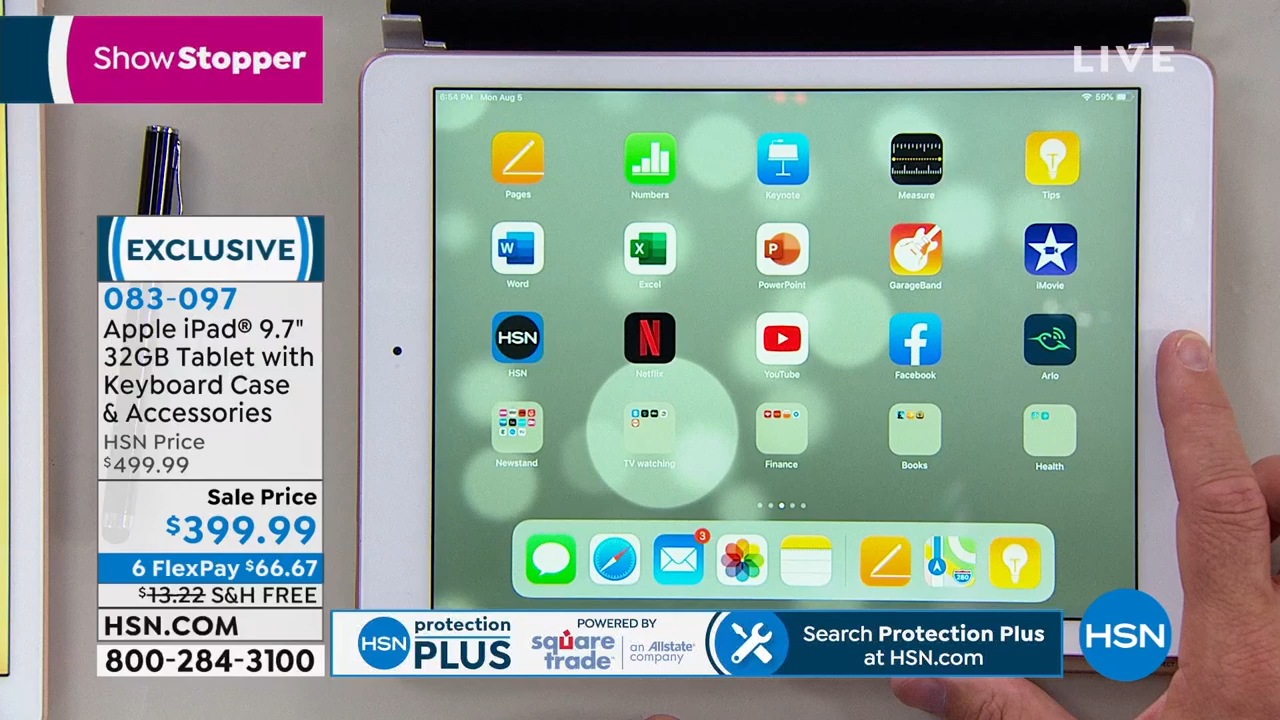 ShowStopper
LIVE
6:54 PM Mon Aug 5
59%
Pages
Numbers
Keynote
Measure
Tips
W
X
P
Word
Excel
PowerPoint
GarageBand
iMovie
HSN
N
f
HSN
Netflix
YouTube
Facebook
Arlo
Newstand
TV watching
Finance
Books
Health
3
280
EXCLUSIVE
083-097
Apple iPad® 9.7"
32GB Tablet with
Keyboard Case
& Accessories
HSN Price
$499.99
Sale Price
$399.99
6 FlexPay $66.67
$13.22 S&H FREE
HSN.COM
800-284-3100
HSN
protection
PLUS
POWERED BY
square
trade
an Allstate®
company
Search Protection Plus
at HSN.com
HSN